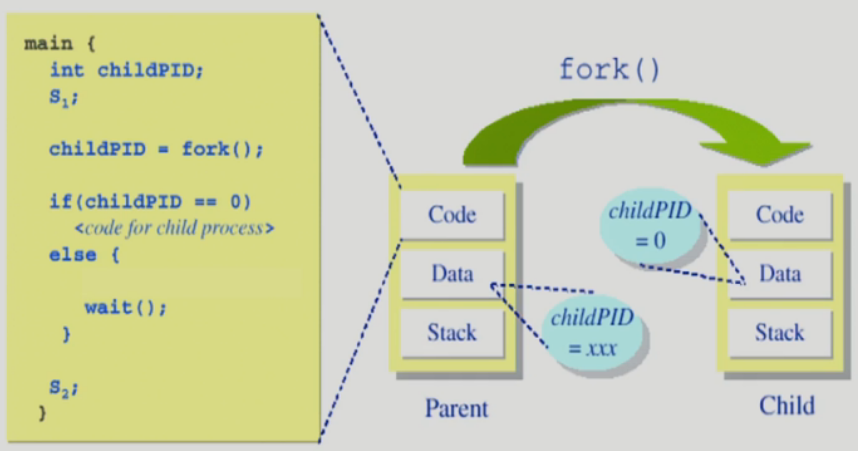 main {
int childPID;
S₁;
childPID = fork();
if(childPID == 0)
<code for child process>
else {
wait();
}
S₂;
}
fork()
Code
Data
Stack
Parent
childPID
= xxx
childPID
= 0
Code
Data
Stack
Child